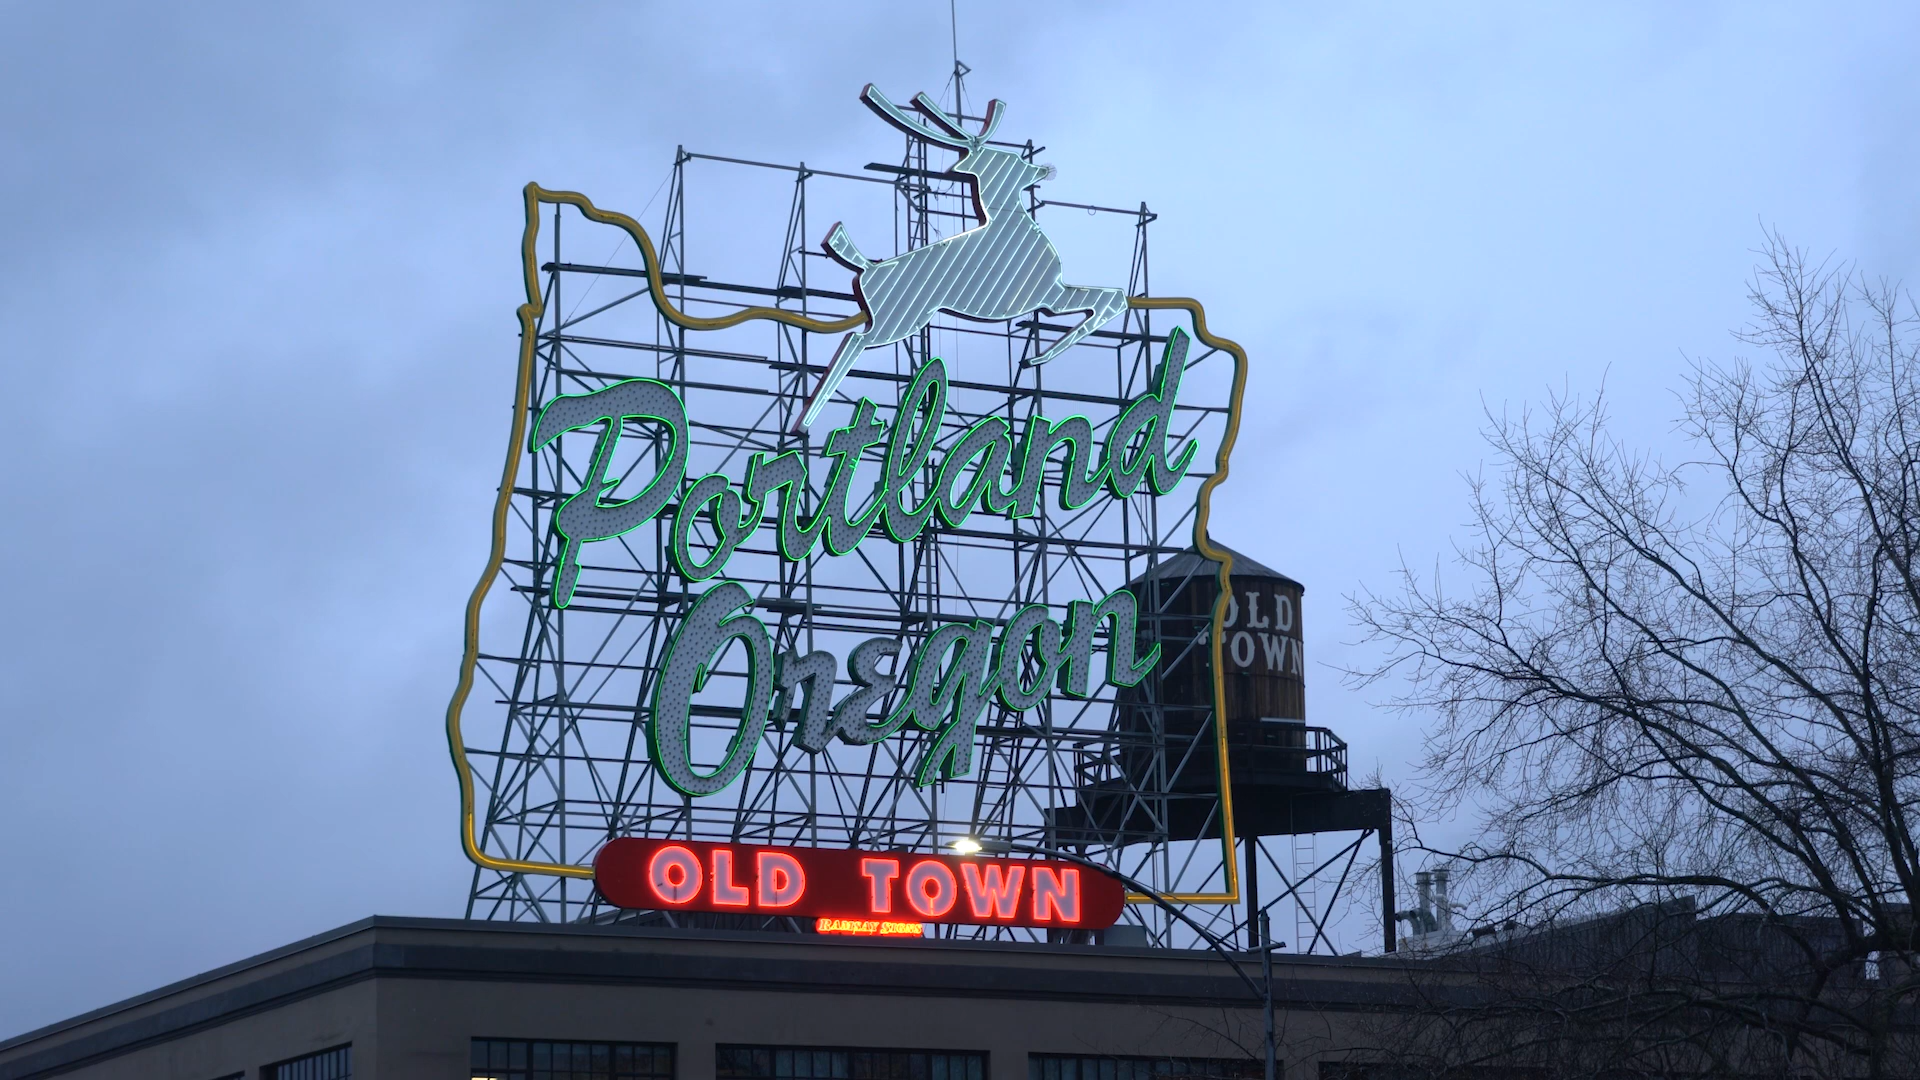 Portland
Oregon
OLD
TOWN
OLD TOWN
RAMSAY SIGNS